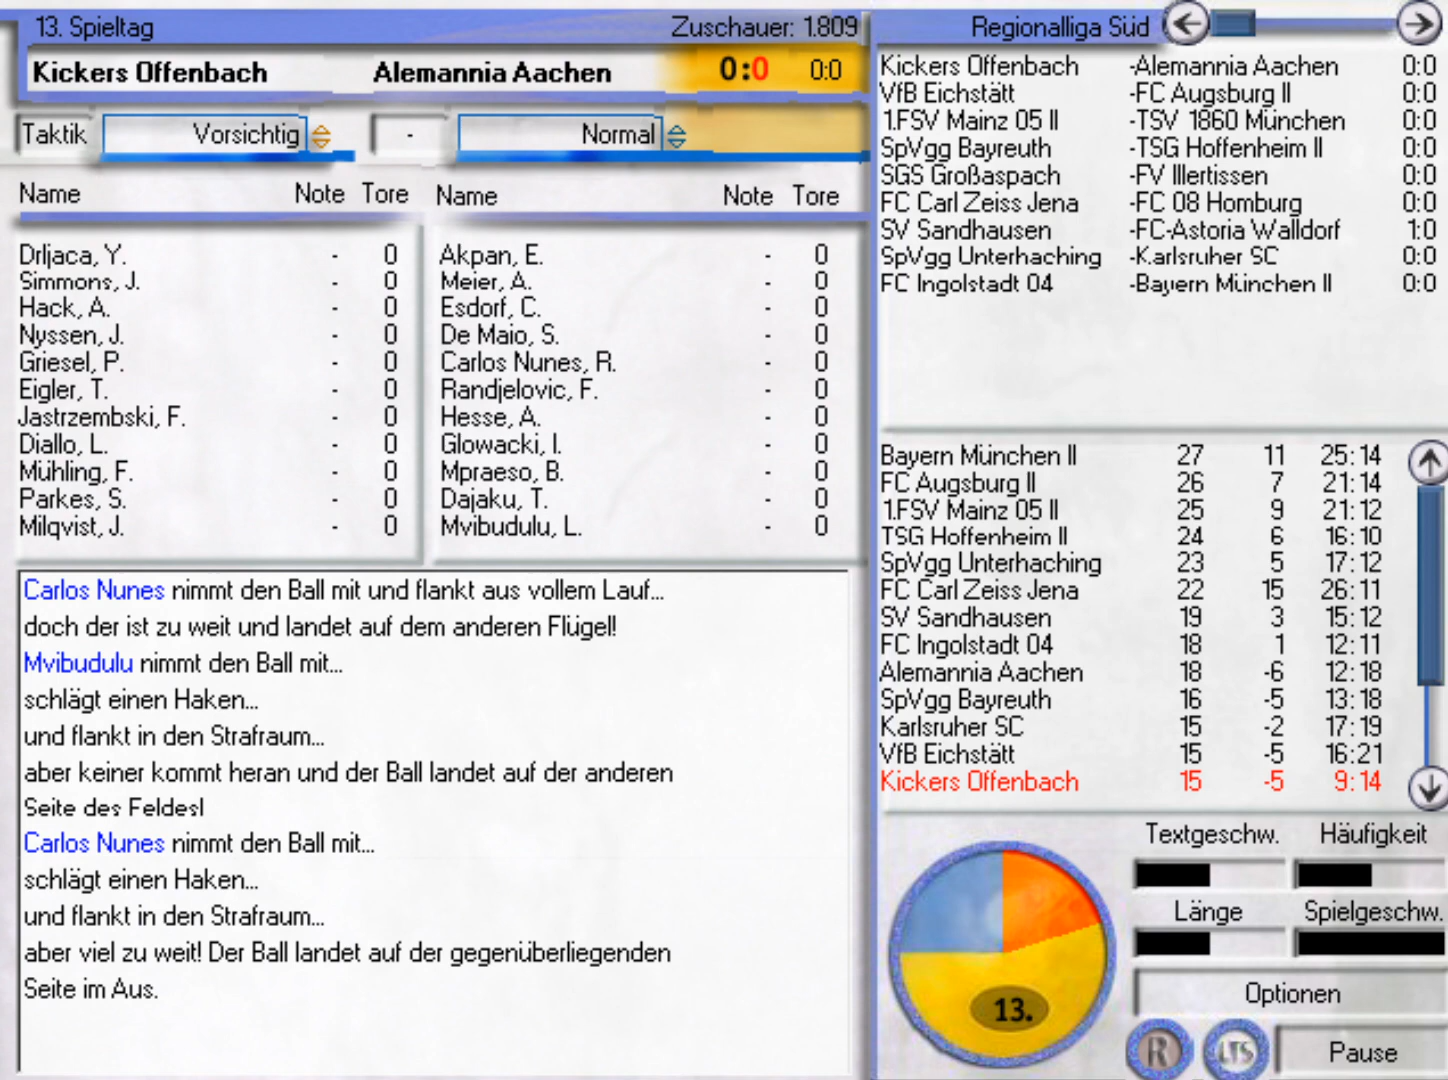 13. Spieltag Zuschauer: 1.809
Kickers Offenbach Alemannia Aachen 0:0 0:0
Taktik Vorsichtig - Normal
Name Note Tore Name Note Tore
Drljaca, Y. - 0 Akpan, E. - 0
Simmons, J. - 0 Meier, A. - 0
Hack, A. - 0 Esdorf, C. - 0
Nyssen, J. - 0 De Maio, S. - 0
Griesel, P. - 0 Carlos Nunes, R. - 0
Eigler, T. - 0 Randjelovic, F. - 0
Jastrzembski, F. - 0 Hesse, A. - 0
Diallo, L. - 0 Glowacki, I. - 0
Mühling, F. - 0 Mpraeso, B. - 0
Parkes, S. - 0 Dajaku, T. - 0
Milqvist, J. - 0 Mvibudulu, L. - 0
Carlos Nunes nimmt den Ball mit und flankt aus vollem Lauf...
doch der ist zu weit und landet auf dem anderen Flügel!
Mvibudulu nimmt den Ball mit...
schlägt einen Haken...
und flankt in den Strafraum...
aber keiner kommt heran und der Ball landet auf der anderen
Seite des Feldes!
Carlos Nunes nimmt den Ball mit...
schlägt einen Haken...
und flankt in den Strafraum...
aber viel zu weit! Der Ball landet auf der gegenüberliegenden
Seite im Aus.
Regionalliga Süd
Kickers Offenbach -Alemannia Aachen 0:0
VfB Eichstätt -FC Augsburg II 0:0
1.FSV Mainz 05 II -TSV 1860 München 0:0
SpVgg Bayreuth -TSG Hoffenheim II 0:0
SGS Großaspach -FV Illertissen 0:0
FC Carl Zeiss Jena -FC 08 Homburg 0:0
SV Sandhausen -FC-Astoria Walldorf 1:0
SpVgg Unterhaching -Karlsruher SC 0:0
FC Ingolstadt 04 -Bayern München II 0:0
Bayern München II 27 11 25:14
FC Augsburg II 26 7 21:14
1.FSV Mainz 05 II 25 9 21:12
TSG Hoffenheim II 24 6 16:10
SpVgg Unterhaching 23 5 17:12
FC Carl Zeiss Jena 22 15 26:11
SV Sandhausen 19 3 15:12
FC Ingolstadt 04 18 1 12:11
Alemannia Aachen 18 -6 12:18
SpVgg Bayreuth 16 -5 13:18
Karlsruher SC 15 -2 17:19
VfB Eichstätt 15 -5 16:21
Kickers Offenbach 15 -5 9:14
Textgeschw. Häufigkeit
Länge Spielgeschw.
13.
Optionen
R LTS Pause